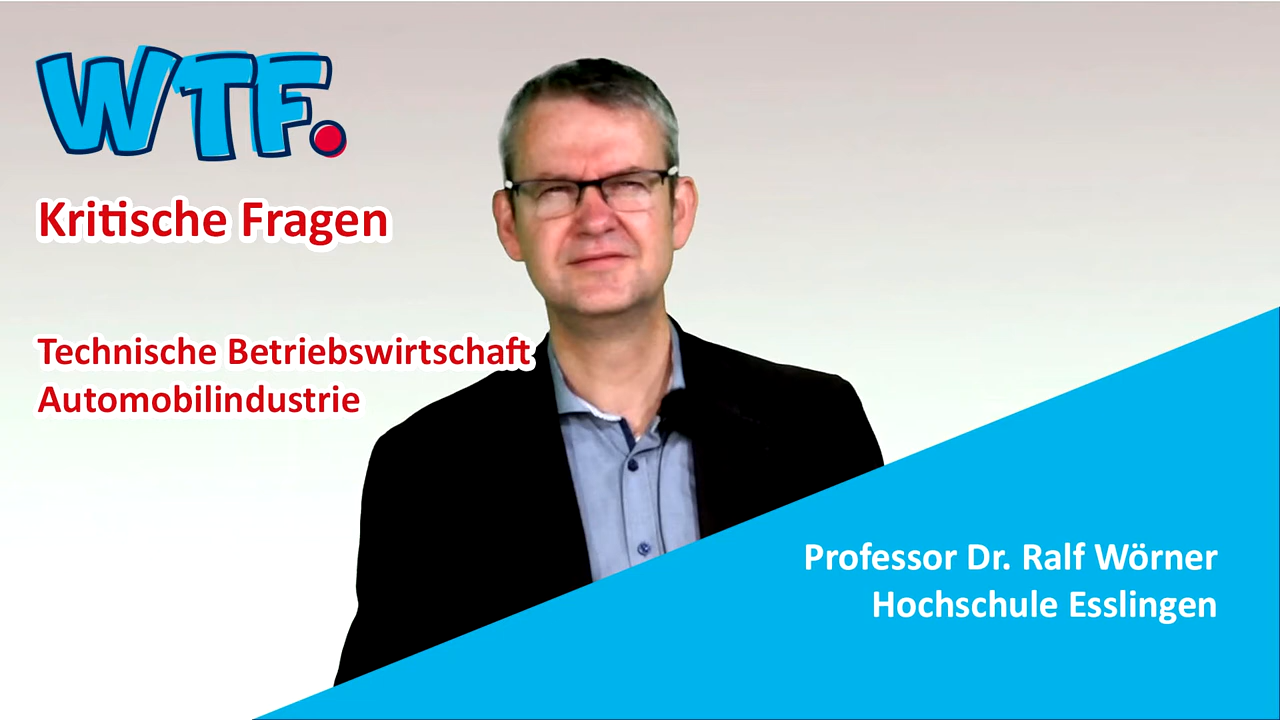 WTF.
Kritische Fragen
Technische Betriebswirtschaft
Automobilindustrie
Professor Dr. Ralf Wörner
Hochschule Esslingen